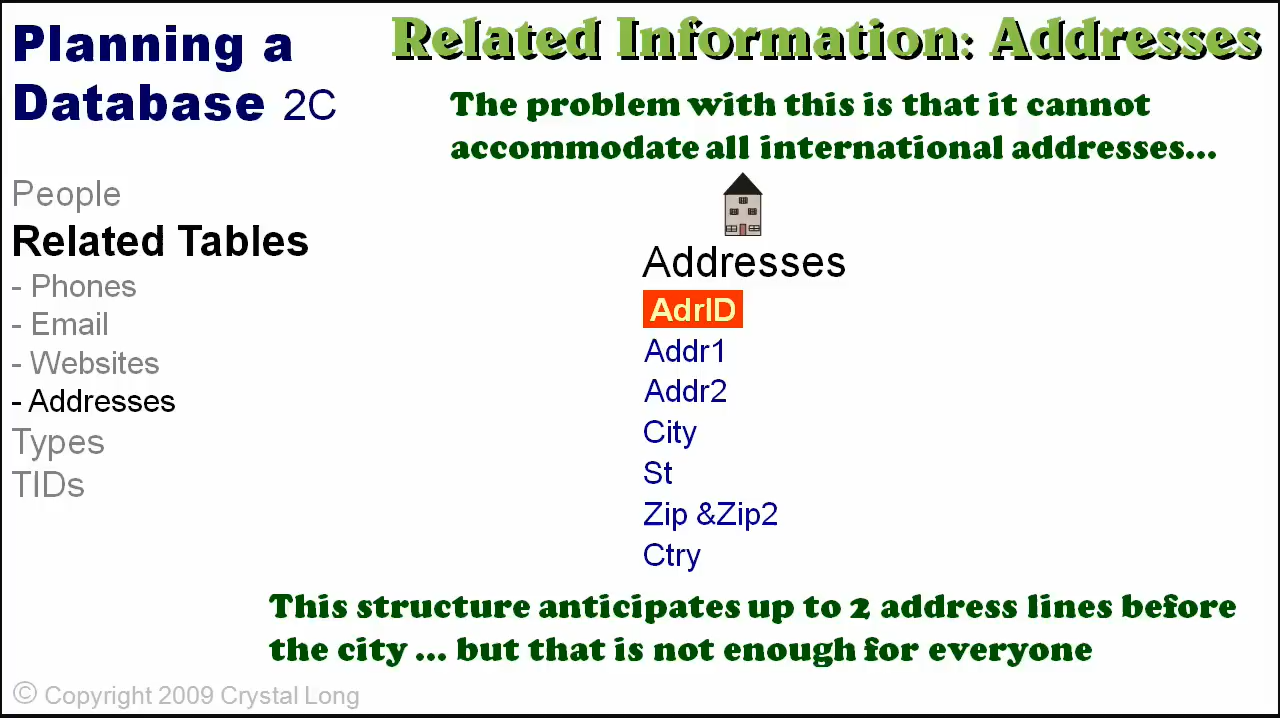 Planning a
Database 2C
People
Related Tables
- Phones
- Email
- Websites
- Addresses
Types
TIDs
Related Information: Addresses
The problem with this is that it cannot
accommodate all international addresses...
Addresses
AdrID
Addr1
Addr2
City
St
Zip &Zip2
Ctry
This structure anticipates up to 2 address lines before
the city ... but that is not enough for everyone
© Copyright 2009 Crystal Long